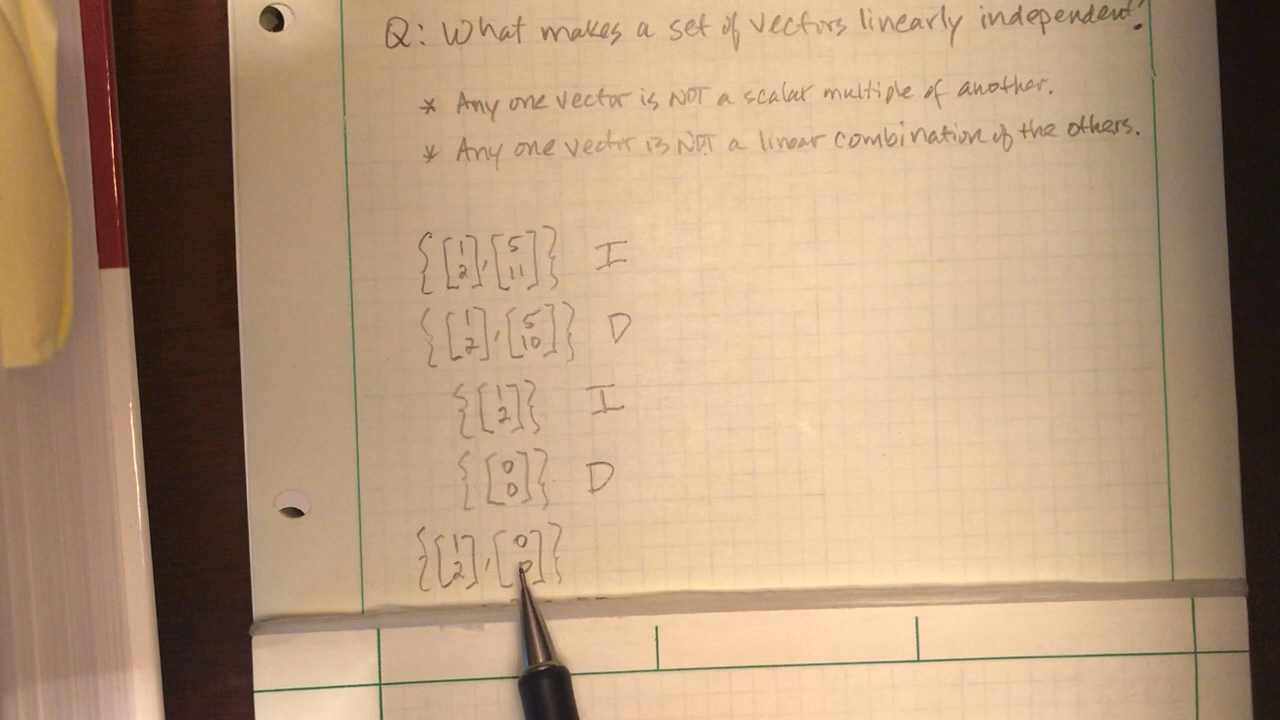 Q: What makes a set of vectors linearly independent?
* Any one vector is NOT a scalar multiple of another.
* Any one vector is NOT a linear combination of the others.
{[1 2], [5 11]} I
{[1 2], [5 10]} D
{[1 2]} I
{[0 0]} D
{[1 2], [0 0]}